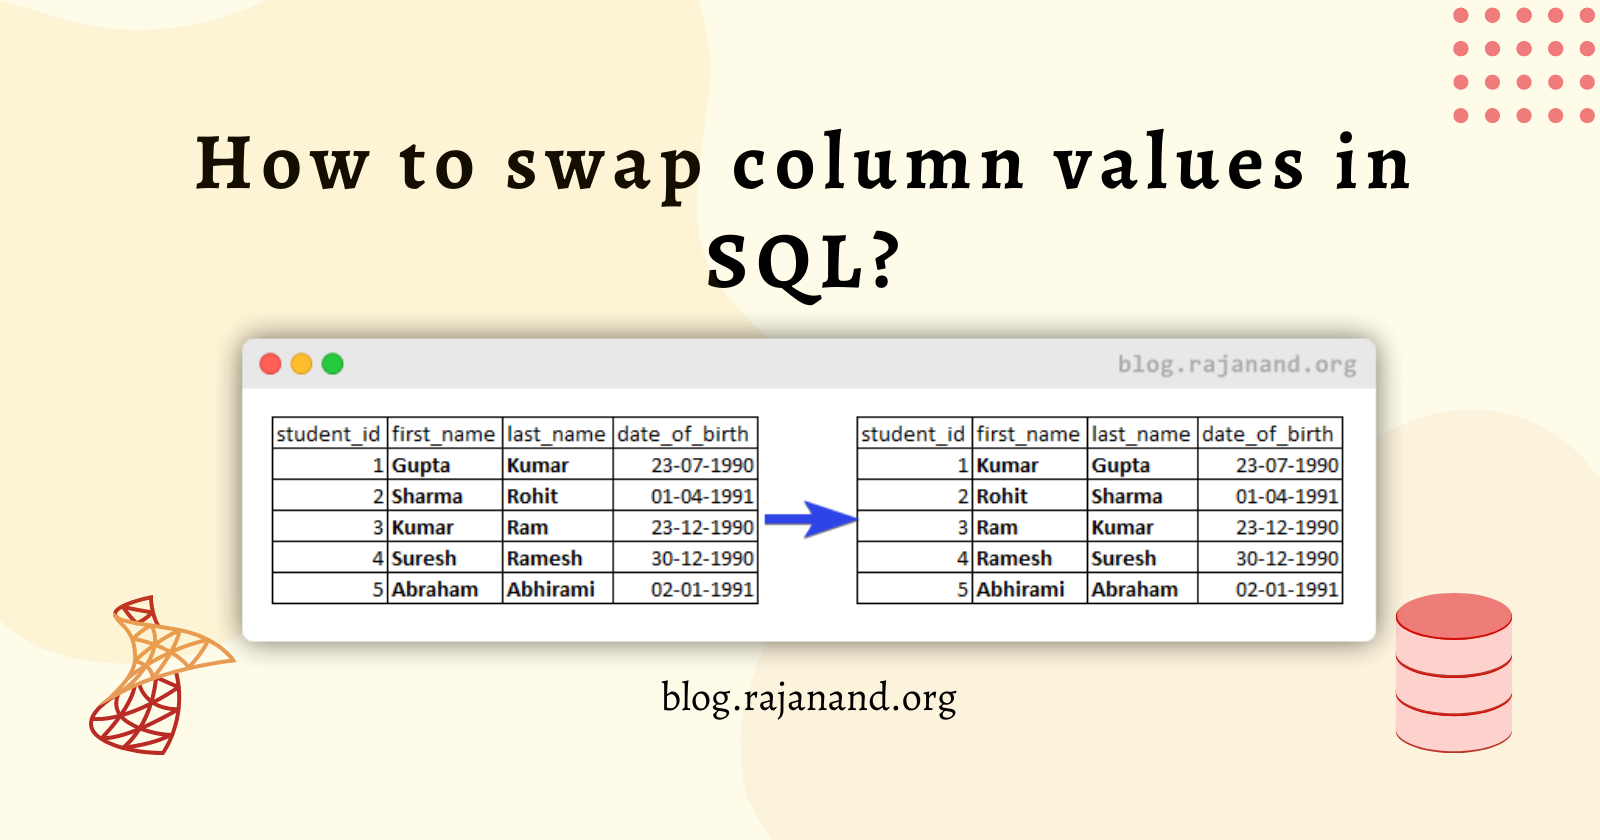 How to swap column values in
SQL?
blog.rajanand.org
student_id first_name last_name date_of_birth
1 Gupta Kumar 23-07-1990
2 Sharma Rohit 01-04-1991
3 Kumar Ram 23-12-1990
4 Suresh Ramesh 30-12-1990
5 Abraham Abhirami 02-01-1991
student_id first_name last_name date_of_birth
1 Kumar Gupta 23-07-1990
2 Rohit Sharma 01-04-1991
3 Ram Kumar 23-12-1990
4 Ramesh Suresh 30-12-1990
5 Abhirami Abraham 02-01-1991
blog.rajanand.org